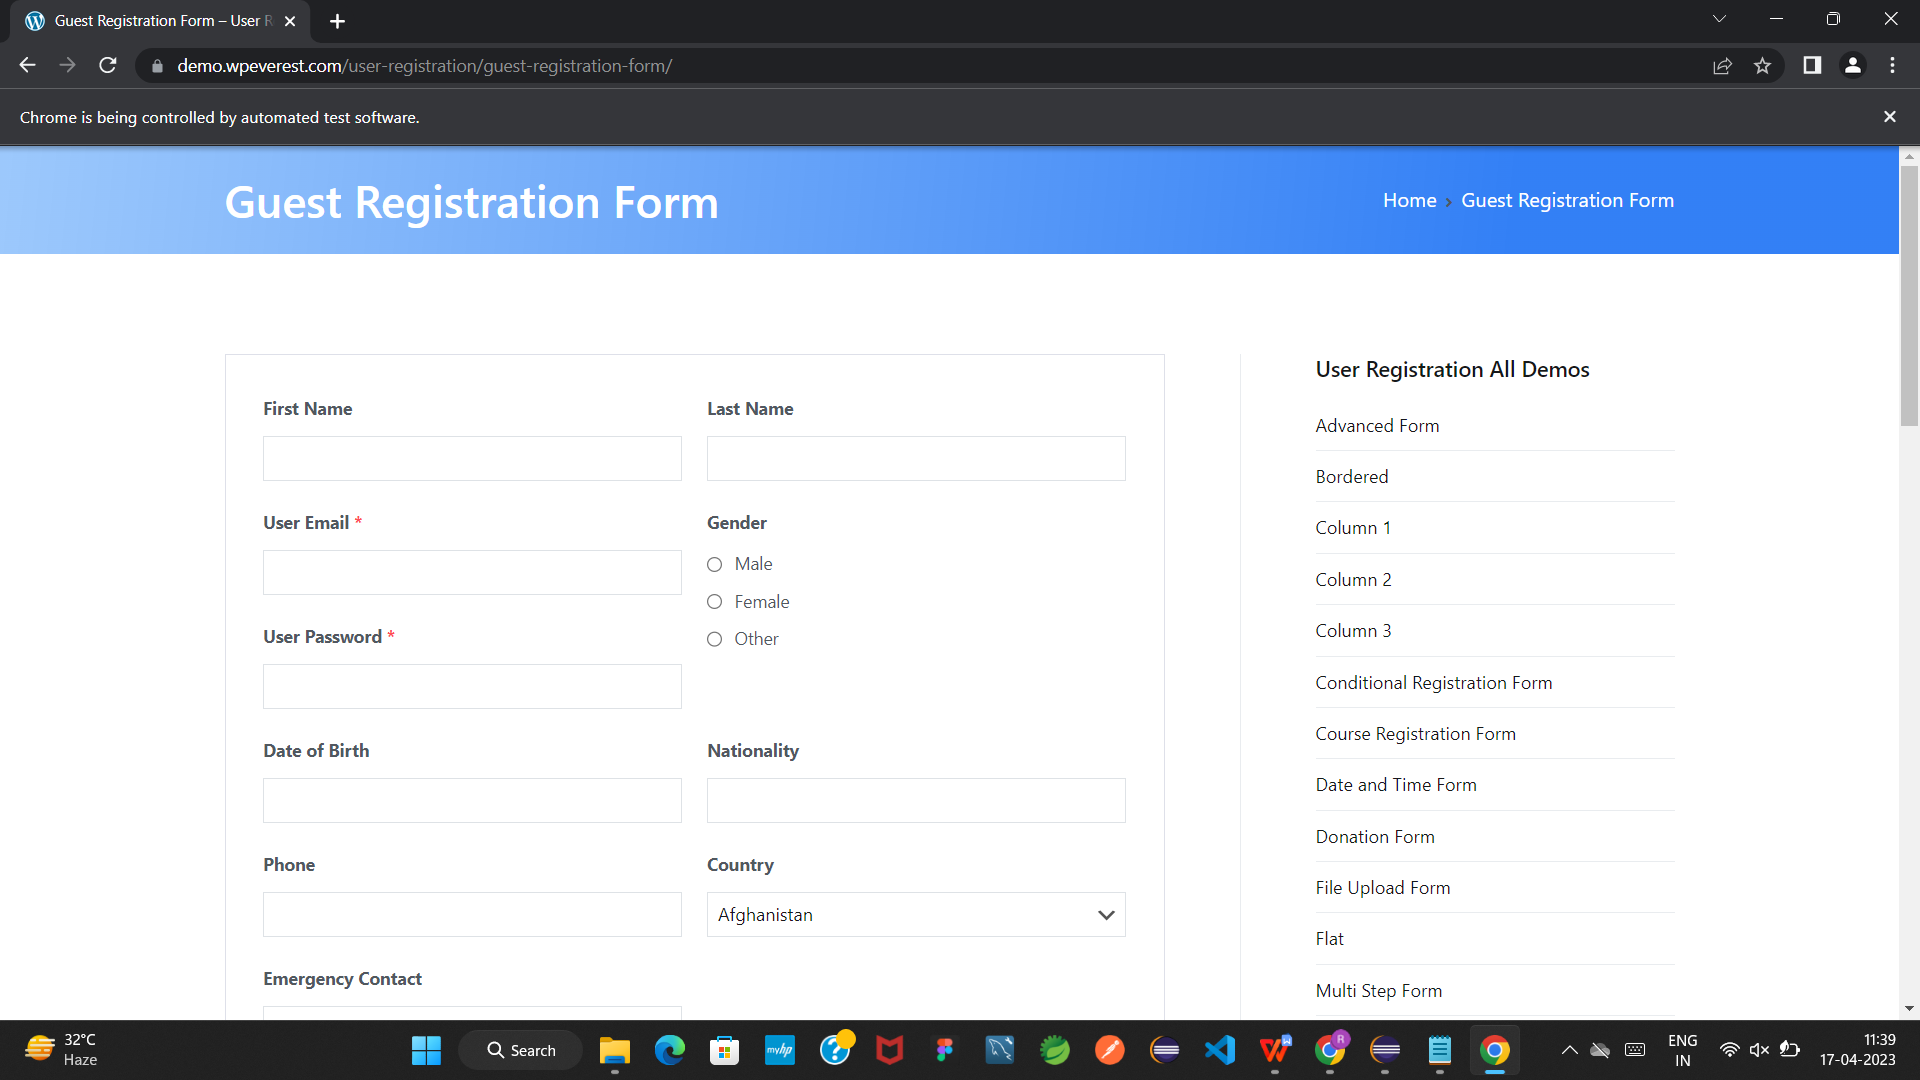 Guest Registration Form – User R
demo.wpeverest.com/user-registration/guest-registration-form/
Chrome is being controlled by automated test software.
Guest Registration Form
Home › Guest Registration Form
First Name
Last Name
User Email *
Gender
Male
Female
Other
User Password *
Date of Birth
Nationality
Phone
Country
Afghanistan
Emergency Contact
User Registration All Demos
Advanced Form
Bordered
Column 1
Column 2
Column 3
Conditional Registration Form
Course Registration Form
Date and Time Form
Donation Form
File Upload Form
Flat
Multi Step Form
32°C
Haze
Search
myhp
R
W
ENG
IN
11:39
17-04-2023